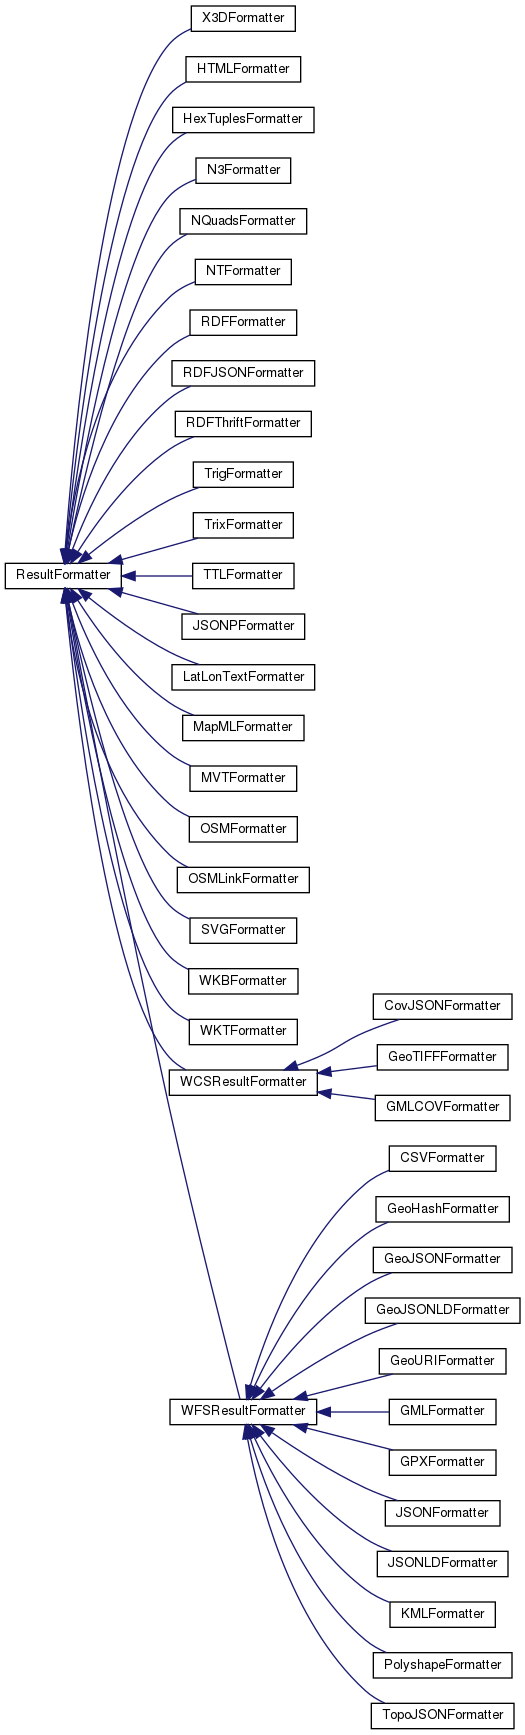 X3DFormatter
HTMLFormatter
HexTuplesFormatter
N3Formatter
NQuadsFormatter
NTFormatter
RDFFormatter
RDFJSONFormatter
RDFThriftFormatter
TrigFormatter
TrixFormatter
ResultFormatter
TTLFormatter
JSONPFormatter
LatLonTextFormatter
MapMLFormatter
MVTFormatter
OSMFormatter
OSMLinkFormatter
SVGFormatter
WKBFormatter
WKTFormatter
WCSResultFormatter
CovJSONFormatter
GeoTIFFFormatter
GMLCOVFormatter
CSVFormatter
GeoHashFormatter
GeoJSONFormatter
GeoJSONLDFormatter
GeoURIFormatter
WFSResultFormatter
GMLFormatter
GPXFormatter
JSONFormatter
JSONLDFormatter
KMLFormatter
PolyshapeFormatter
TopoJSONFormatter